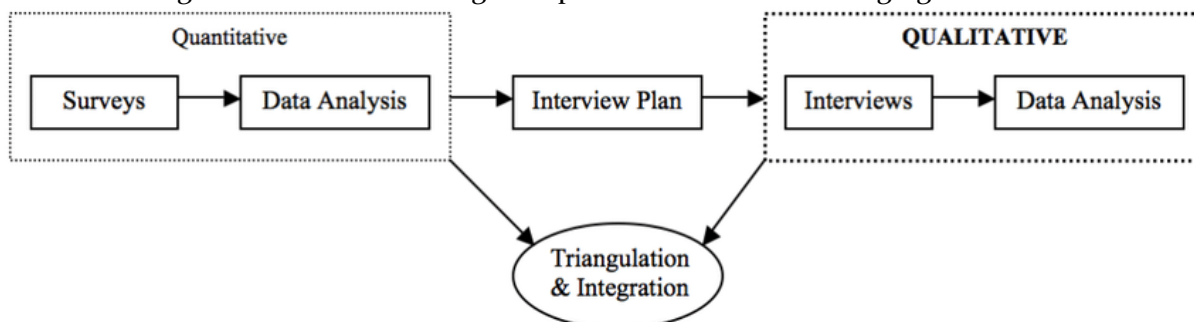 Quantitative
QUALITATIVE
Surveys
Data Analysis
Interview Plan
Interviews
Data Analysis
Triangulation
& Integration